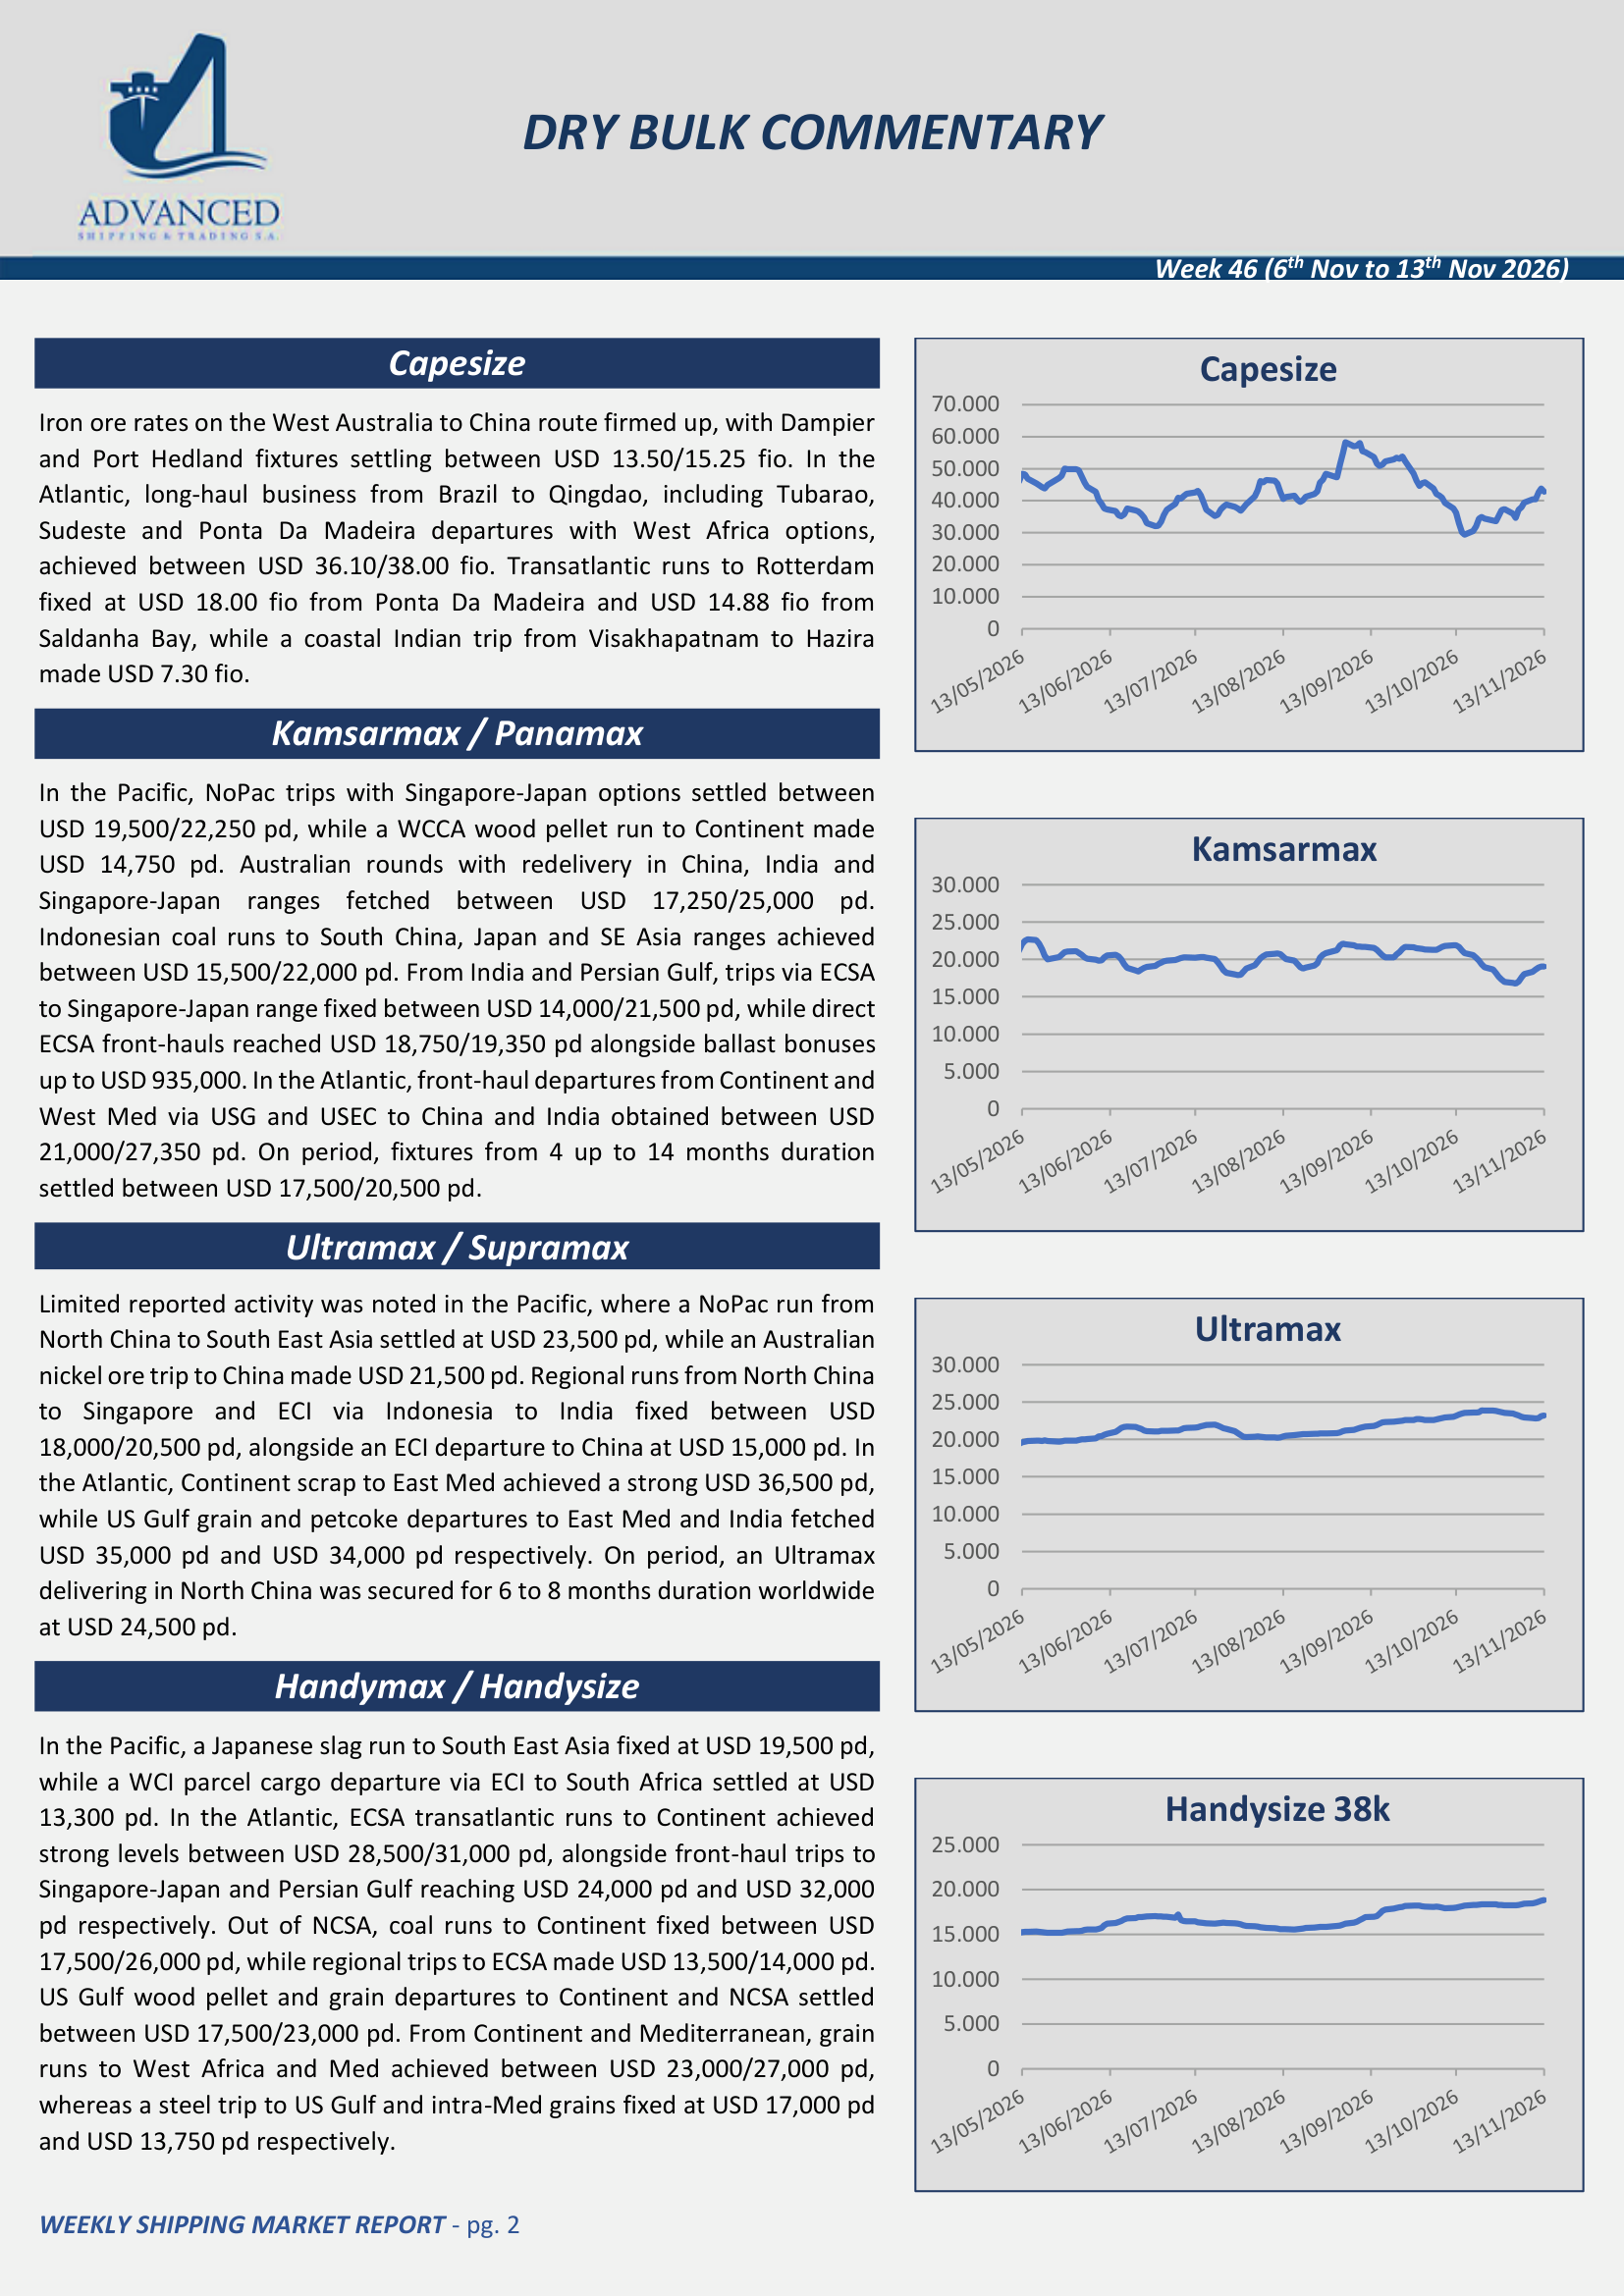 ADVANCED
SHIPPING & TRADING S.A.
DRY BULK COMMENTARY
Week 46 (6th Nov to 13th Nov 2026)
Capesize
Iron ore rates on the West Australia to China route firmed up, with Dampier
and Port Hedland fixtures settling between USD 13.50/15.25 fio. In the
Atlantic, long-haul business from Brazil to Qingdao, including Tubarao,
Sudeste and Ponta Da Madeira departures with West Africa options,
achieved between USD 36.10/38.00 fio. Transatlantic runs to Rotterdam
fixed at USD 18.00 fio from Ponta Da Madeira and USD 14.88 fio from
Saldanha Bay, while a coastal Indian trip from Visakhapatnam to Hazira
made USD 7.30 fio.
Kamsarmax / Panamax
In the Pacific, NoPac trips with Singapore-Japan options settled between
USD 19,500/22,250 pd, while a WCCA wood pellet run to Continent made
USD 14,750 pd. Australian rounds with redelivery in China, India and
Singapore-Japan ranges fetched between USD 17,250/25,000 pd.
Indonesian coal runs to South China, Japan and SE Asia ranges achieved
between USD 15,500/22,000 pd. From India and Persian Gulf, trips via ECSA
to Singapore-Japan range fixed between USD 14,000/21,500 pd, while direct
ECSA front-hauls reached USD 18,750/19,350 pd alongside ballast bonuses
up to USD 935,000. In the Atlantic, front-haul departures from Continent and
West Med via USG and USEC to China and India obtained between USD
21,000/27,350 pd. On period, fixtures from 4 up to 14 months duration
settled between USD 17,500/20,500 pd.
Ultramax / Supramax
Limited reported activity was noted in the Pacific, where a NoPac run from
North China to South East Asia settled at USD 23,500 pd, while an Australian
nickel ore trip to China made USD 21,500 pd. Regional runs from North China
to Singapore and ECI via Indonesia to India fixed between USD
18,000/20,500 pd, alongside an ECI departure to China at USD 15,000 pd. In
the Atlantic, Continent scrap to East Med achieved a strong USD 36,500 pd,
while US Gulf grain and petcoke departures to East Med and India fetched
USD 35,000 pd and USD 34,000 pd respectively. On period, an Ultramax
delivering in North China was secured for 6 to 8 months duration worldwide
at USD 24,500 pd.
Handymax / Handysize
In the Pacific, a Japanese slag run to South East Asia fixed at USD 19,500 pd,
while a WCI parcel cargo departure via ECI to South Africa settled at USD
13,300 pd. In the Atlantic, ECSA transatlantic runs to Continent achieved
strong levels between USD 28,500/31,000 pd, alongside front-haul trips to
Singapore-Japan and Persian Gulf reaching USD 24,000 pd and USD 32,000
pd respectively. Out of NCSA, coal runs to Continent fixed between USD
17,500/26,000 pd, while regional trips to ECSA made USD 13,500/14,000 pd.
US Gulf wood pellet and grain departures to Continent and NCSA settled
between USD 17,500/23,000 pd. From Continent and Mediterranean, grain
runs to West Africa and Med achieved between USD 23,000/27,000 pd,
whereas a steel trip to US Gulf and intra-Med grains fixed at USD 17,000 pd
and USD 13,750 pd respectively.
Capesize
70.000
60.000
50.000
40.000
30.000
20.000
10.000
0
13/05/2026 13/06/2026 13/07/2026 13/08/2026 13/09/2026 13/10/2026 13/11/2026
Kamsarmax
30.000
25.000
20.000
15.000
10.000
5.000
0
13/05/2026 13/06/2026 13/07/2026 13/08/2026 13/09/2026 13/10/2026 13/11/2026
Ultramax
30.000
25.000
20.000
15.000
10.000
5.000
0
13/05/2026 13/06/2026 13/07/2026 13/08/2026 13/09/2026 13/10/2026 13/11/2026
Handysize 38k
25.000
20.000
15.000
10.000
5.000
0
13/05/2026 13/06/2026 13/07/2026 13/08/2026 13/09/2026 13/10/2026 13/11/2026
WEEKLY SHIPPING MARKET REPORT - pg. 2